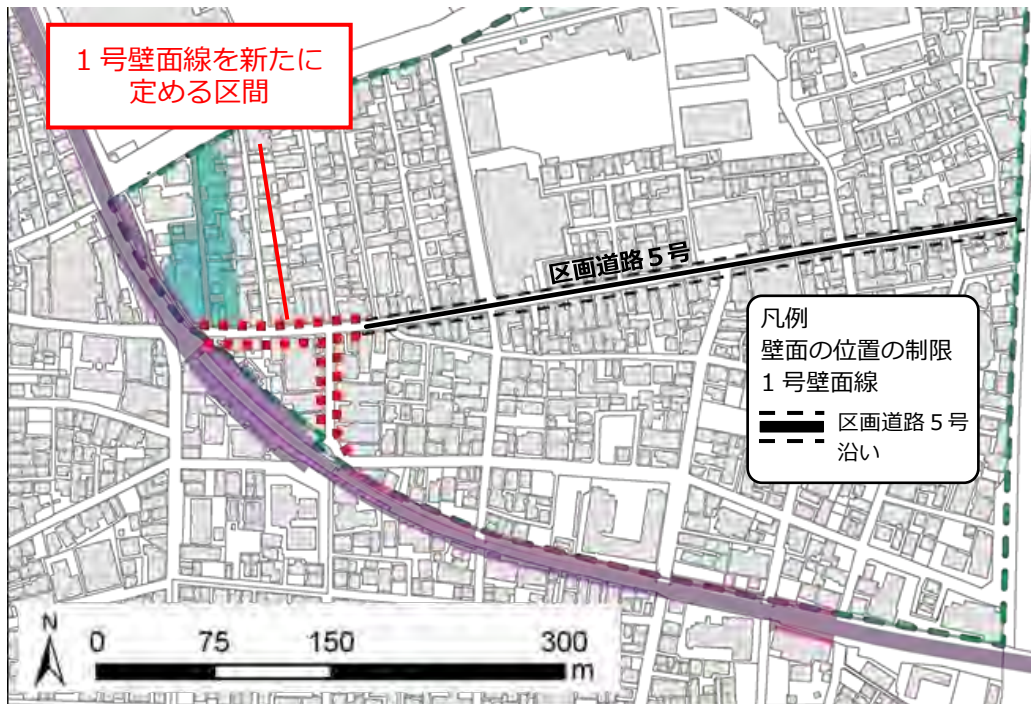 １号壁面線を新たに
定める区間
区画道路５号
凡例
壁面の位置の制限
１号壁面線
区画道路５号
沿い
N
0 75 150 300
m